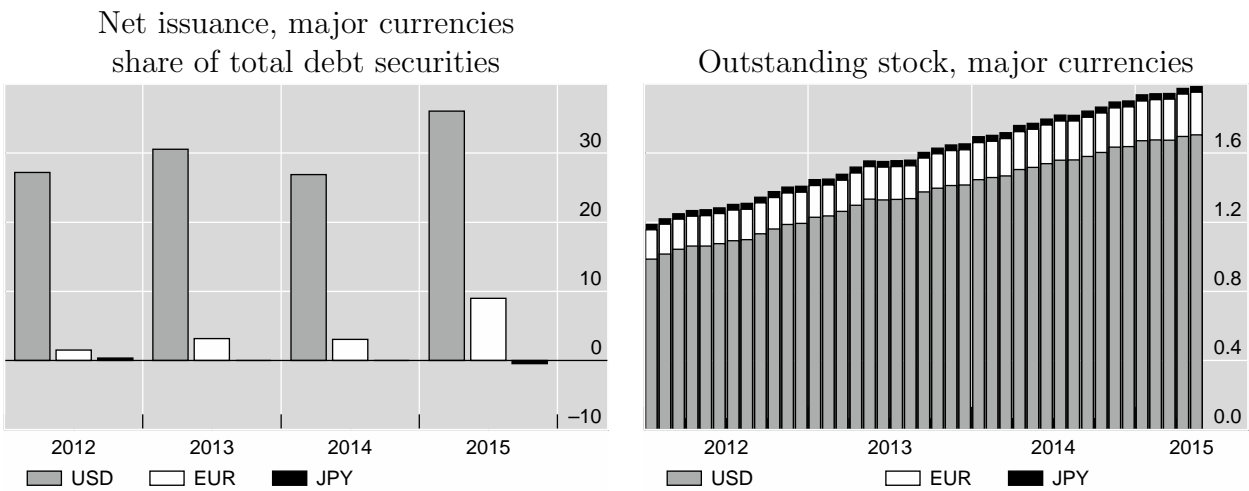 Net issuance, major currencies
share of total debt securities
30
20
10
0
−10
2012 2013 2014 2015
USD EUR JPY
Outstanding stock, major currencies
1.6
1.2
0.8
0.4
0.0
2012 2013 2014 2015
USD EUR JPY